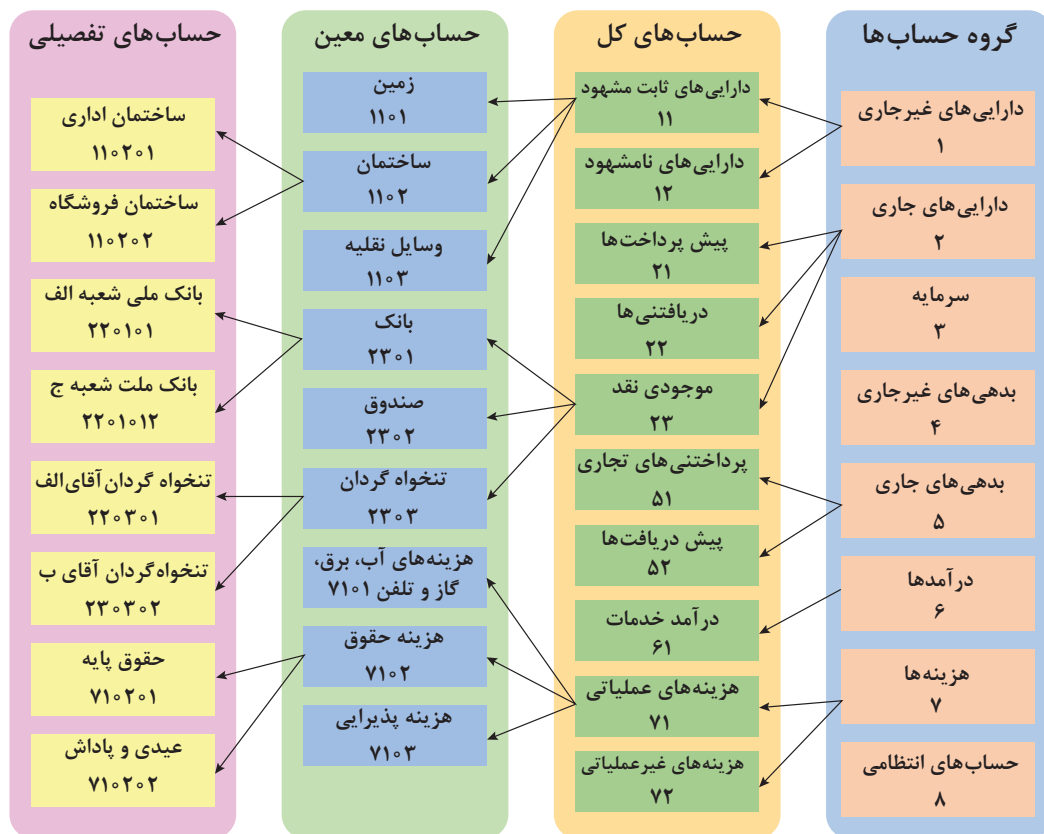 گروه حساب‌ها
دارایی‌های غیرجاری
۱
دارایی‌های جاری
۲
سرمایه
۳
بدهی‌های غیرجاری
۴
بدهی‌های جاری
۵
درآمدها
۶
هزینه‌ها
۷
حساب‌های انتظامی
۸
حساب‌های کل
دارایی‌های ثابت مشهود
۱۱
دارایی‌های نامشهود
۱۲
پیش پرداخت‌ها
۲۱
دریافتنی‌ها
۲۲
موجودی نقد
۲۳
پرداختنی‌های تجاری
۵۱
پیش دریافت‌ها
۵۲
درآمد خدمات
۶۱
هزینه‌های عملیاتی
۷۱
هزینه‌های غیرعملیاتی
۷۲
حساب‌های معین
زمین
۱۱۰۱
ساختمان
۱۱۰۲
وسایل نقلیه
۱۱۰۳
بانک
۲۳۰۱
صندوق
۲۳۰۲
تنخواه گردان
۲۳۰۳
هزینه‌های آب، برق،
گاز و تلفن ۷۱۰۱
هزینه حقوق
۷۱۰۲
هزینه پذیرایی
۷۱۰۳
حساب‌های تفصیلی
ساختمان اداری
۱۱۰۲۰۱
ساختمان فروشگاه
۱۱۰۲۰۲
بانک ملی شعبه الف
۲۲۰۱۰۱
بانک ملت شعبه ج
۲۲۰۱۰۱۲
تنخواه گردان آقای‌الف
۲۲۰۳۰۱
تنخواه‌گردان آقای ب
۲۳۰۳۰۲
حقوق پایه
۷۱۰۲۰۱
عیدی و پاداش
۷۱۰۲۰۲